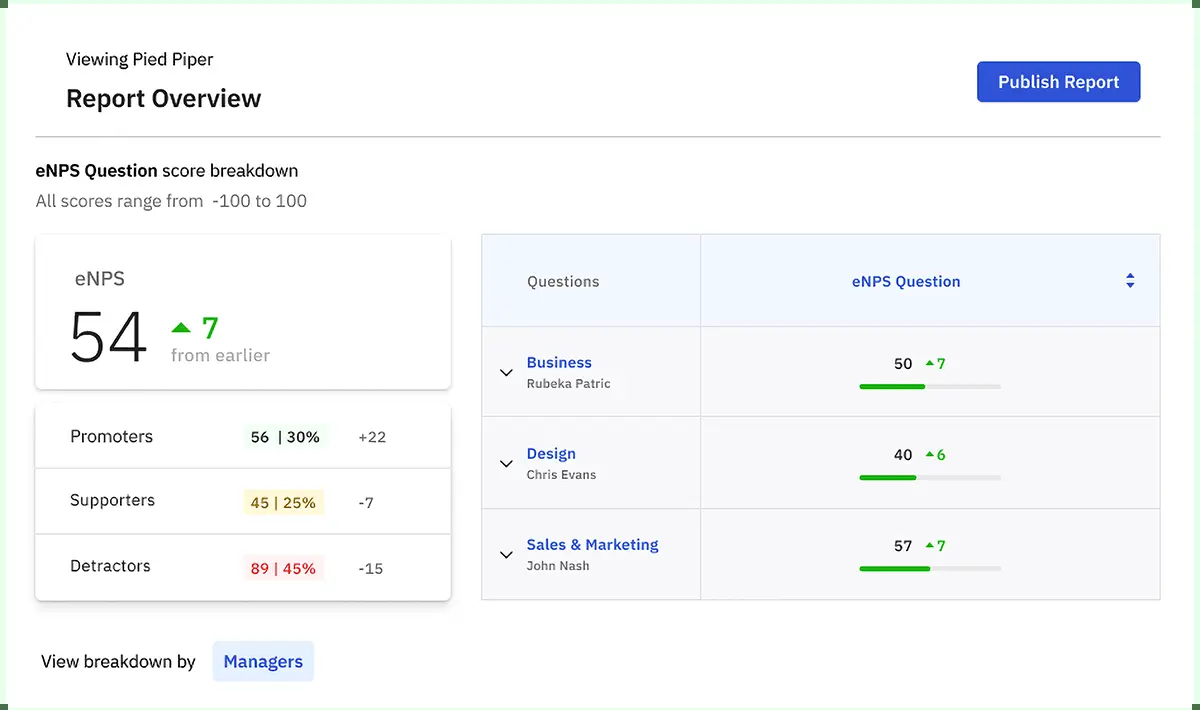 Viewing Pied Piper
Report Overview
Publish Report
eNPS Question score breakdown
All scores range from -100 to 100
eNPS
54
7
from earlier
Promoters 56 | 30% +22
Supporters 45 | 25% -7
Detractors 89 | 45% -15
Questions eNPS Question
Business 50 7
Rubeka Patric
Design 40 6
Chris Evans
Sales & Marketing 57 7
John Nash
View breakdown by Managers